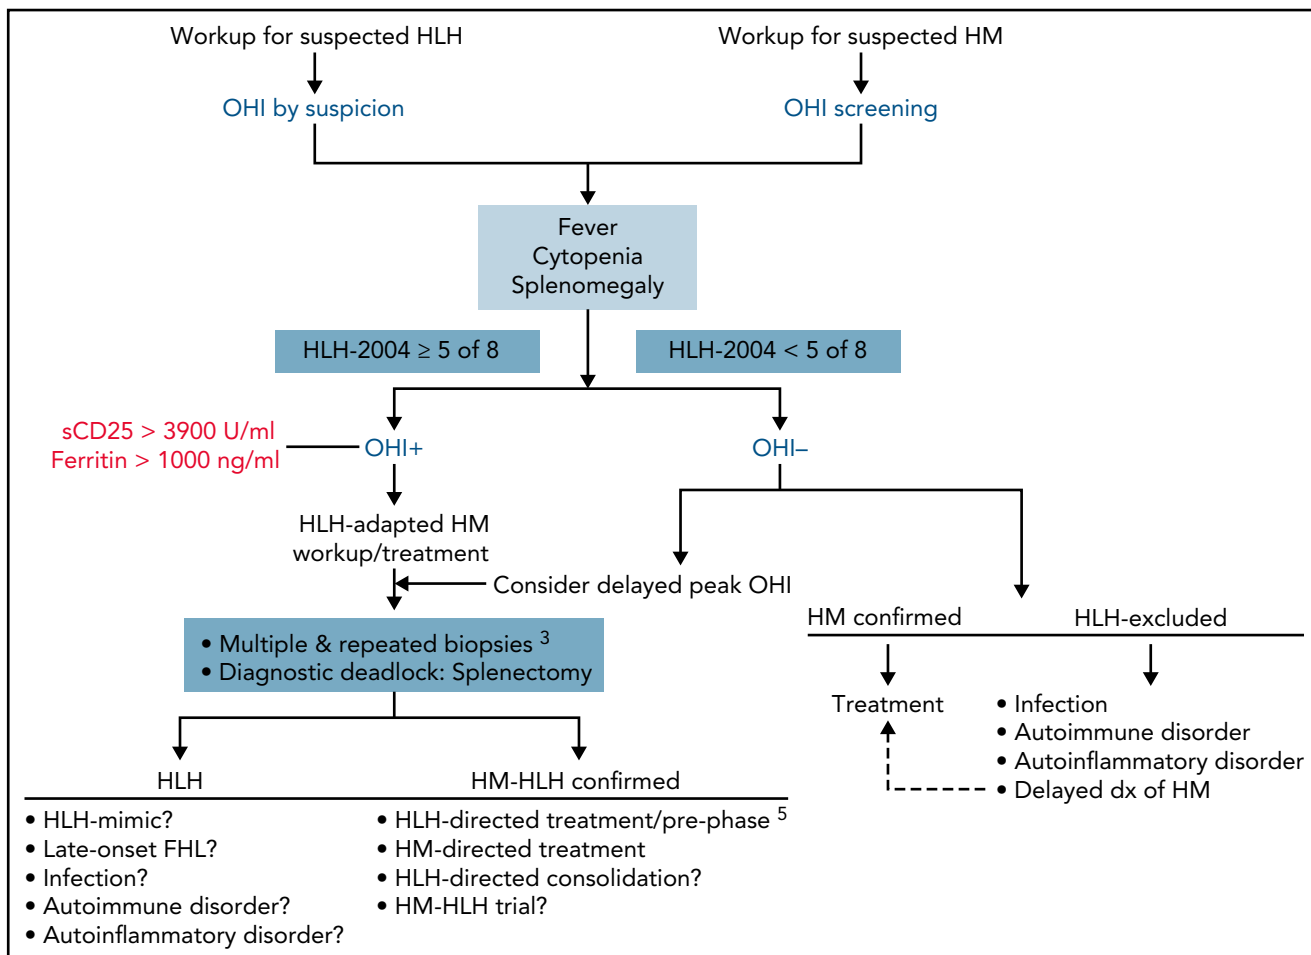 Workup for suspected HLH
Workup for suspected HM
OHI by suspicion
OHI screening
Fever
Cytopenia
Splenomegaly
HLH-2004 ≥ 5 of 8
HLH-2004 < 5 of 8
sCD25 > 3900 U/ml
Ferritin > 1000 ng/ml
OHI+
OHI–
HLH-adapted HM
workup/treatment
Consider delayed peak OHI
• Multiple & repeated biopsies 3
• Diagnostic deadlock: Splenectomy
HM confirmed
HLH-excluded
Treatment
• Infection
• Autoimmune disorder
• Autoinflammatory disorder
• Delayed dx of HM
HLH
HM-HLH confirmed
• HLH-mimic?
• Late-onset FHL?
• Infection?
• Autoimmune disorder?
• Autoinflammatory disorder?
• HLH-directed treatment/pre-phase 5
• HM-directed treatment
• HLH-directed consolidation?
• HM-HLH trial?